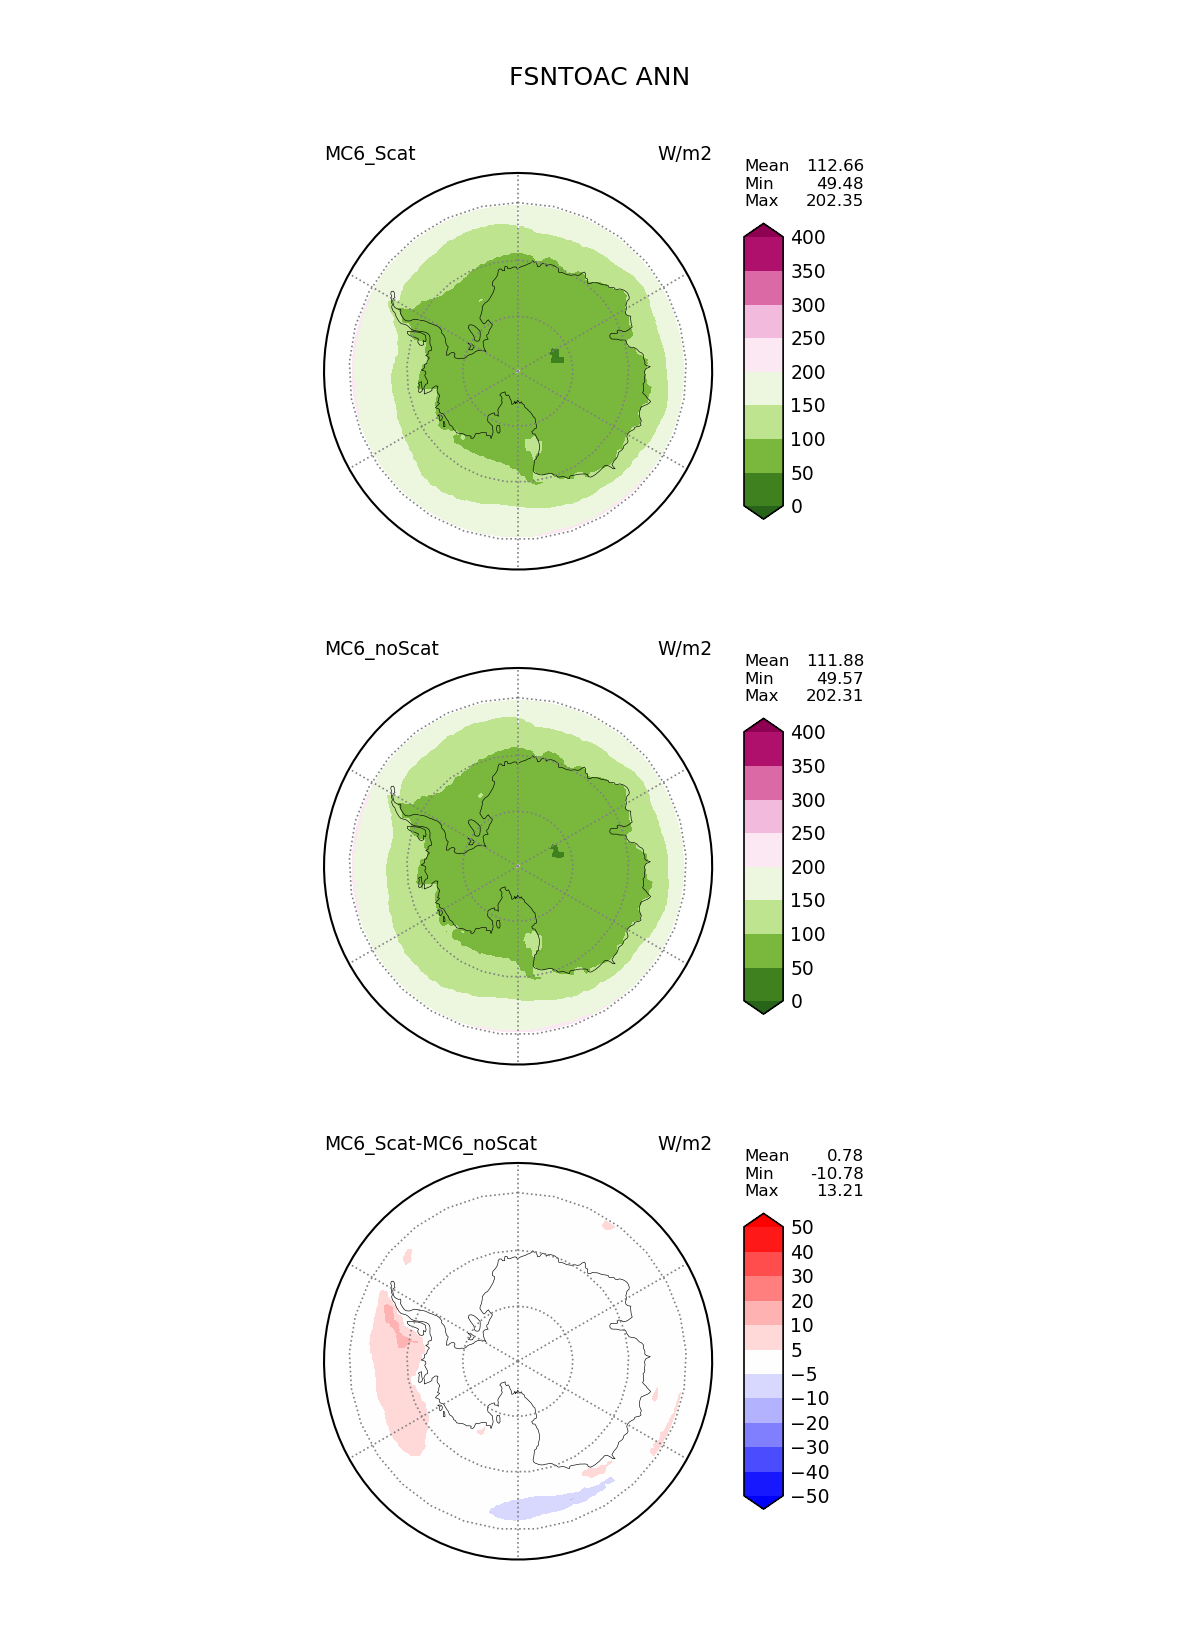 FSNTOAC ANN
MC6_Scat W/m2
Mean 112.66
Min 49.48
Max 202.35
400
350
300
250
200
150
100
50
0
MC6_noScat W/m2
Mean 111.88
Min 49.57
Max 202.31
400
350
300
250
200
150
100
50
0
MC6_Scat-MC6_noScat W/m2
Mean 0.78
Min -10.78
Max 13.21
50
40
30
20
10
5
−5
−10
−20
−30
−40
−50